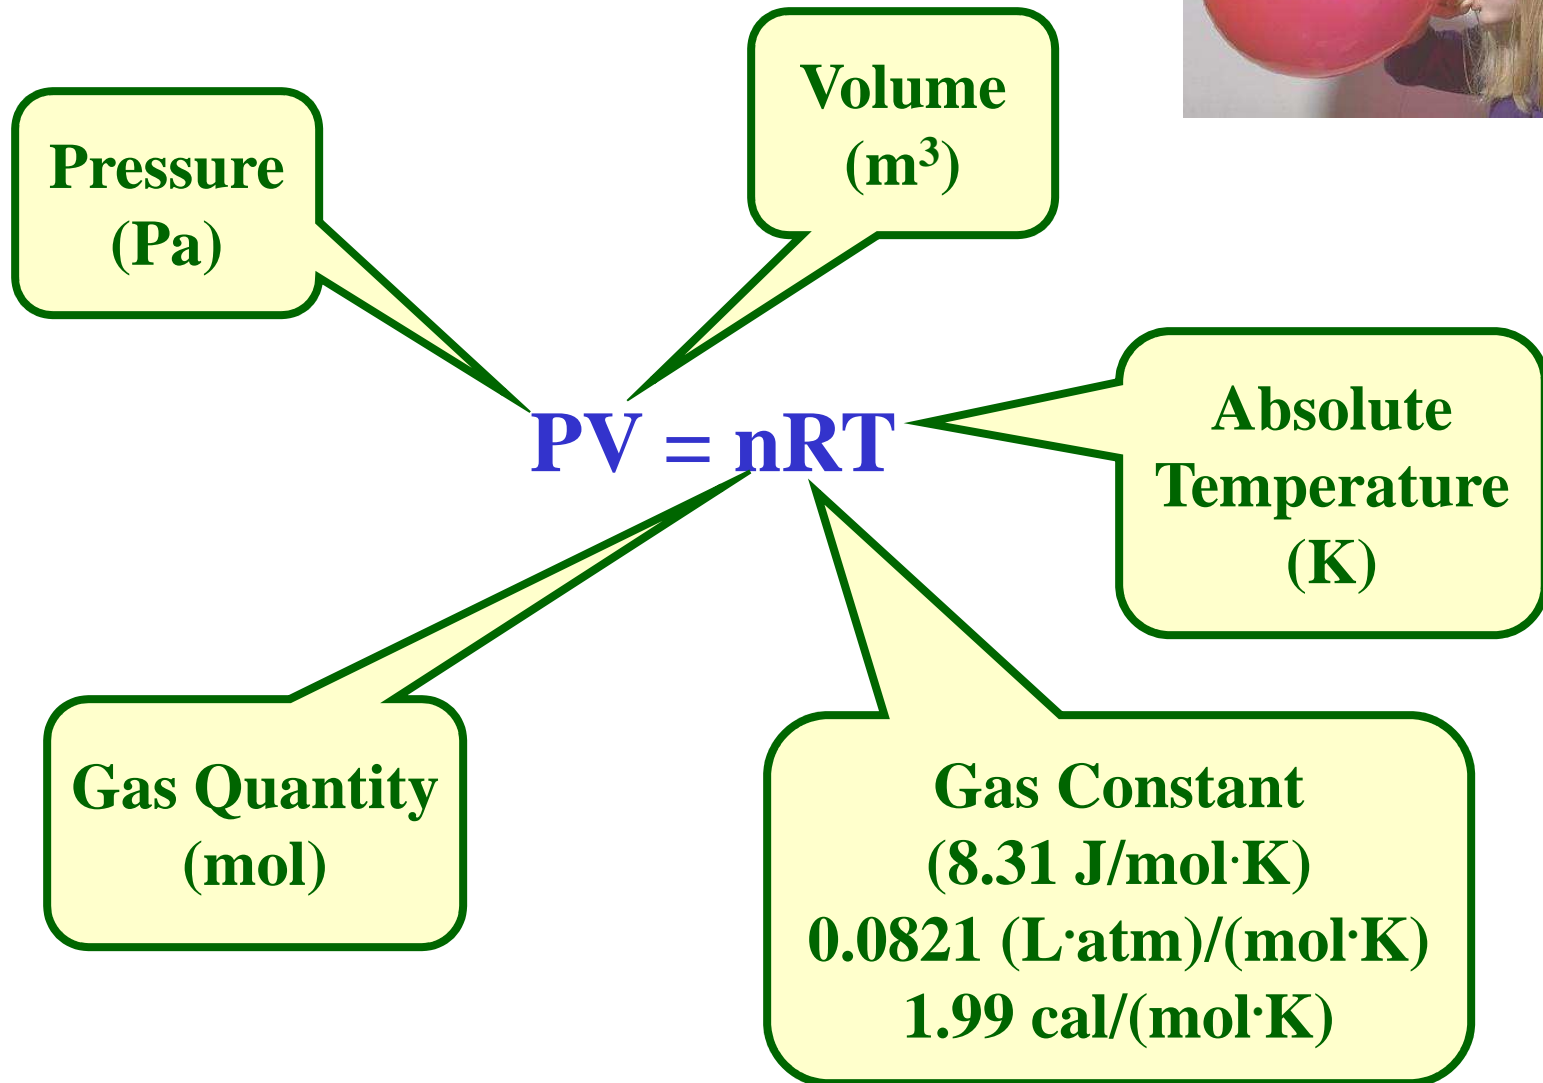 Volume
(m³)
Pressure
(Pa)
PV = nRT
Absolute
Temperature
(K)
Gas Quantity
(mol)
Gas Constant
(8.31 J/mol·K)
0.0821 (L·atm)/(mol·K)
1.99 cal/(mol·K)